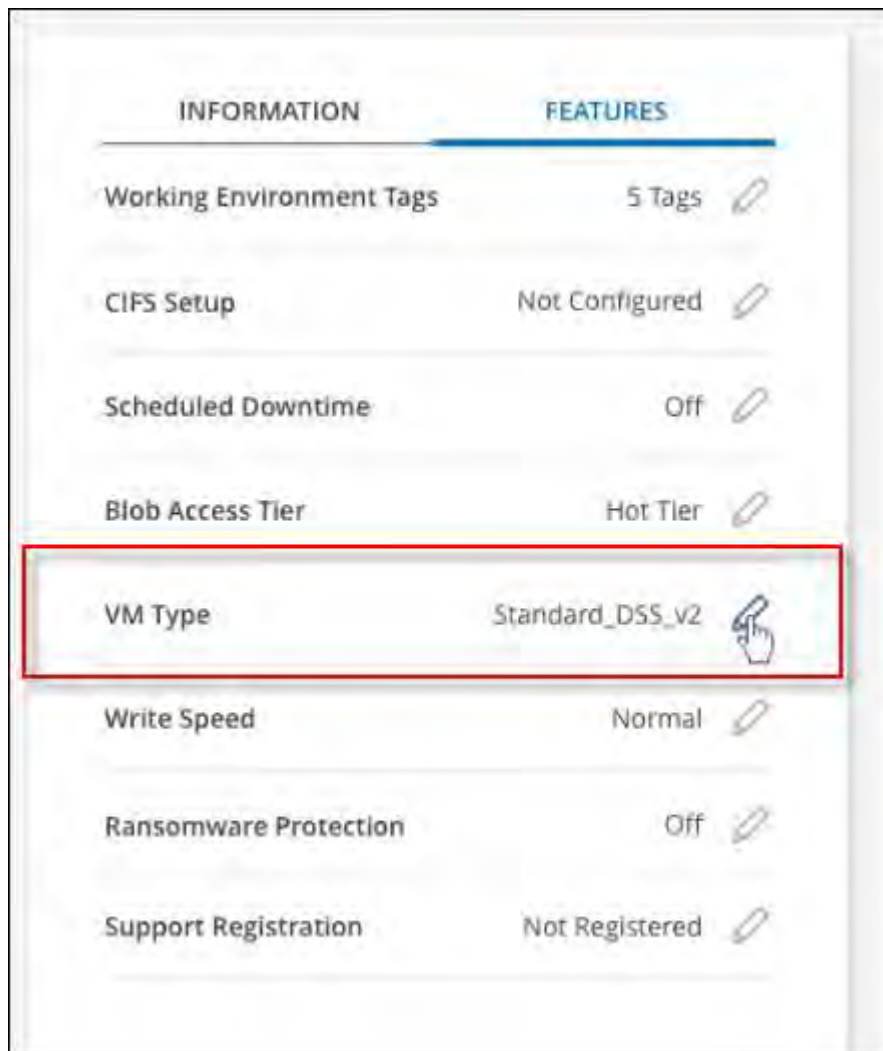 INFORMATION FEATURES
Working Environment Tags 5 Tags
CIFS Setup Not Configured
Scheduled Downtime Off
Blob Access Tier Hot Tier
VM Type Standard_DS5_v2
Write Speed Normal
Ransomware Protection Off
Support Registration Not Registered